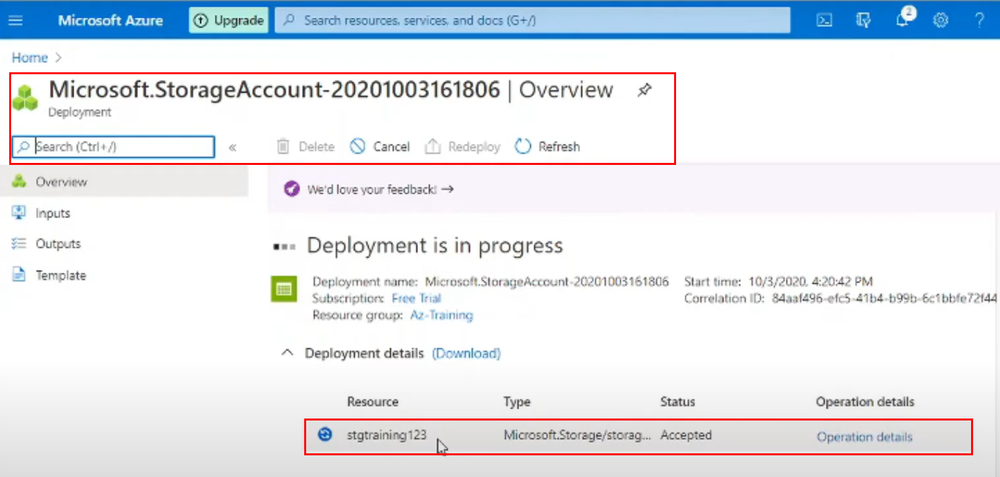 Microsoft Azure Upgrade Search resources, services, and docs (G+/) 2 ?
Home >
Microsoft.StorageAccount-20201003161806 | Overview
Deployment
Search (Ctrl+/) « Delete Cancel Redeploy Refresh
Overview
Inputs
Outputs
Template
We'd love your feedback! →
Deployment is in progress
Deployment name: Microsoft.StorageAccount-20201003161806 Start time: 10/3/2020, 4:20:42 PM
Subscription: Free Trial Correlation ID: 84aaf496-efc5-41b4-b99b-6c1bbfe72f44
Resource group: Az-Training
Deployment details (Download)
Resource Type Status Operation details
stgtraining123 Microsoft.Storage/storag... Accepted Operation details